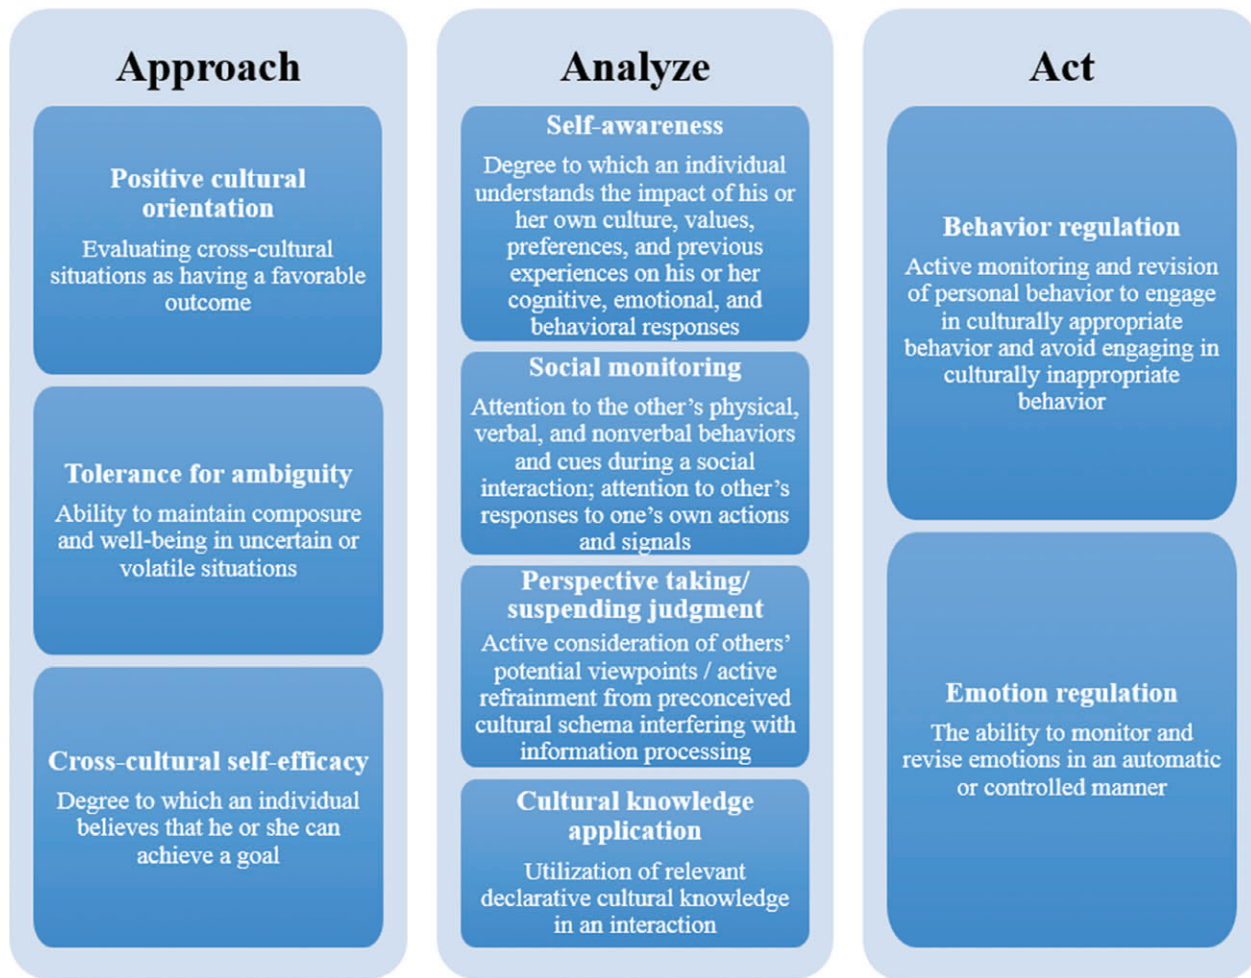 Approach
Positive cultural
orientation
Evaluating cross-cultural
situations as having a favorable
outcome
Tolerance for ambiguity
Ability to maintain composure
and well-being in uncertain or
volatile situations
Cross-cultural self-efficacy
Degree to which an individual
believes that he or she can
achieve a goal
Analyze
Self-awareness
Degree to which an individual
understands the impact of his or
her own culture, values,
preferences, and previous
experiences on his or her
cognitive, emotional, and
behavioral responses
Social monitoring
Attention to the other’s physical,
verbal, and nonverbal behaviors
and cues during a social
interaction; attention to other’s
responses to one’s own actions
and signals
Perspective taking/
suspending judgment
Active consideration of others’
potential viewpoints / active
refrainment from preconceived
cultural schema interfering with
information processing
Cultural knowledge
application
Utilization of relevant
declarative cultural knowledge
in an interaction
Act
Behavior regulation
Active monitoring and revision
of personal behavior to engage
in culturally appropriate
behavior and avoid engaging in
culturally inappropriate
behavior
Emotion regulation
The ability to monitor and
revise emotions in an automatic
or controlled manner